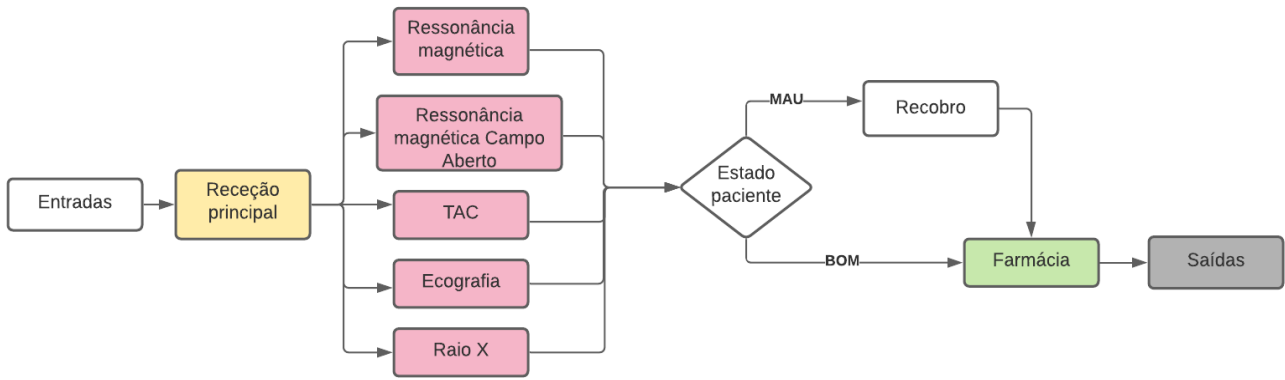 Entradas
Receção
principal
Ressonância
magnética
Ressonância
magnética Campo
Aberto
TAC
Ecografia
Raio X
Estado
paciente
MAU
Recobro
BOM
Farmácia
Saídas